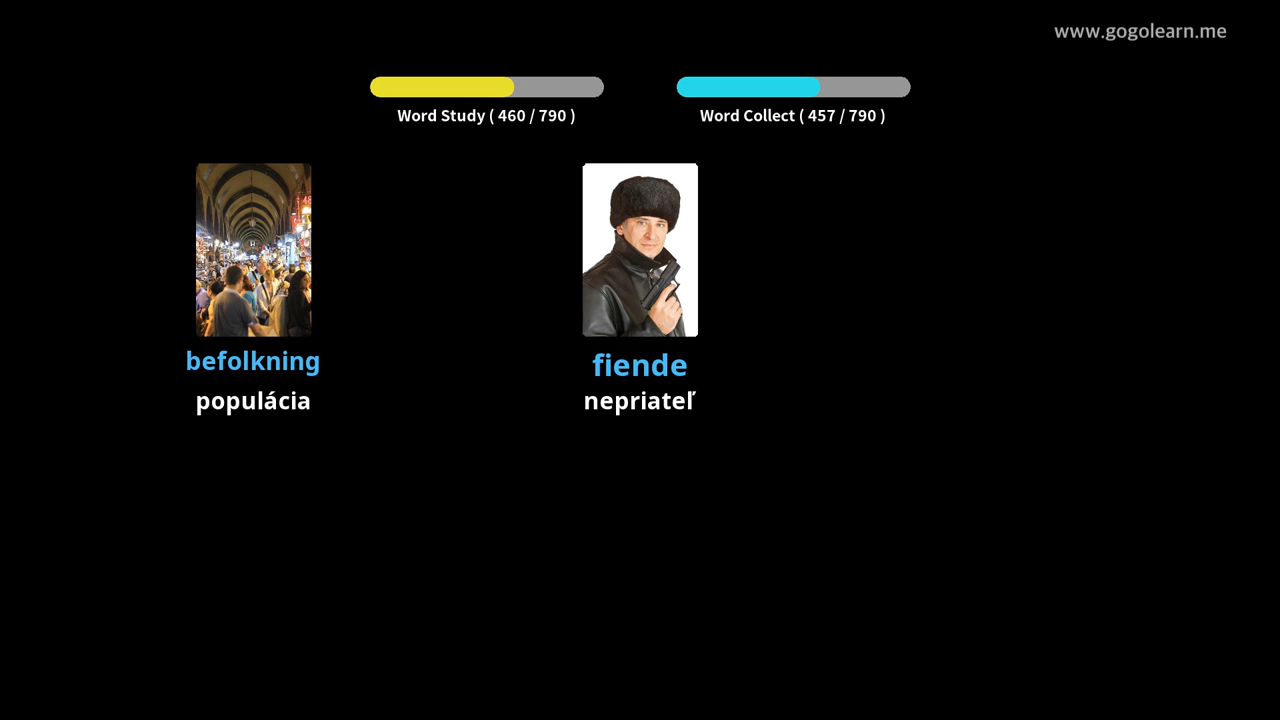 www.gogolearn.me
Word Study ( 460 / 790 )
Word Collect ( 457 / 790 )
befolkning
populácia
fiende
nepriateľ